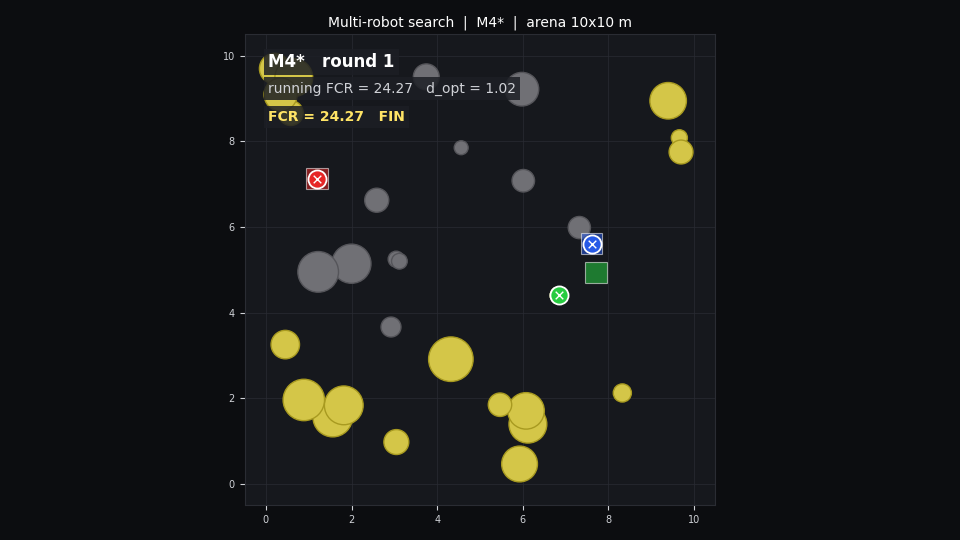 Multi-robot search | M4* | arena 10x10 m
M4* round 1
running FCR = 24.27 d_opt = 1.02
FCR = 24.27 FIN
10
8
6
4
2
0
0 2 4 6 8 10